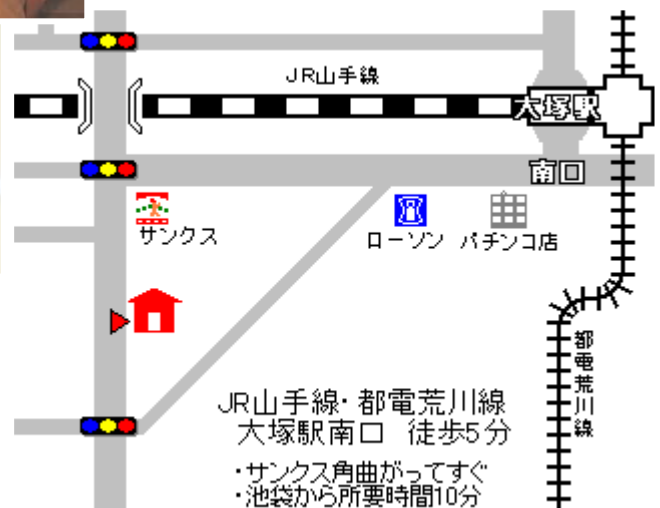 JR山手線
大塚駅
南口
サンクス
ローソン
パチンコ店
都電荒川線
JR山手線・都電荒川線
大塚駅南口 徒歩5分
・サンクス角曲がってすぐ
・池袋から所要時間10分